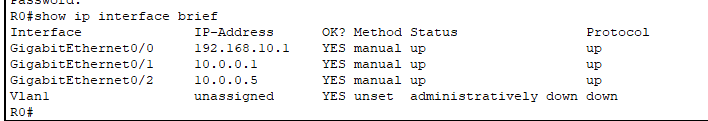 Password:
R0#show ip interface brief
Interface              IP-Address      OK? Method Status                Protocol
GigabitEthernet0/0     192.168.10.1    YES manual up                    up
GigabitEthernet0/1     10.0.0.1        YES manual up                    up
GigabitEthernet0/2     10.0.0.5        YES manual up                    up
Vlan1                  unassigned      YES unset  administratively down down
R0#